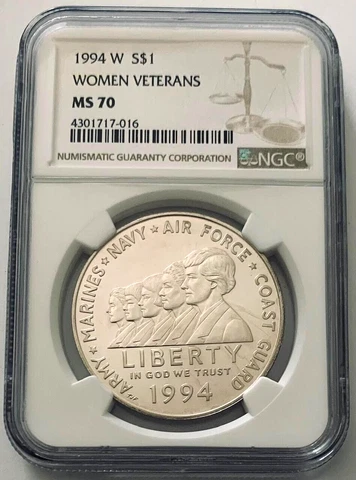 1994 W S$1
WOMEN VETERANS
MS 70
4301717-016
NUMISMATIC GUARANTY CORPORATION
NGC®
ARMY ★ MARINES ★ NAVY ★ AIR FORCE ★ COAST GUARD
LIBERTY
IN GOD WE TRUST
1994